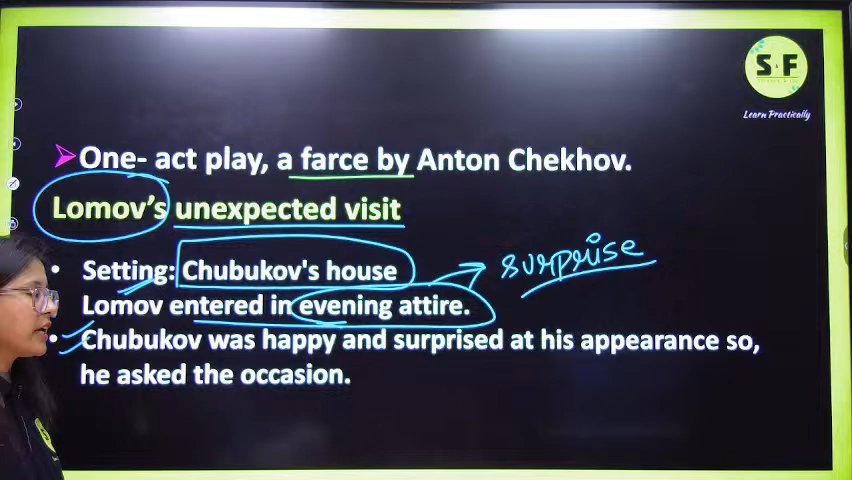 S&F
Learn Practically
One- act play, a farce by Anton Chekhov.
Lomov's unexpected visit
• Setting: Chubukov's house
surprise
Lomov entered in evening attire.
• Chubukov was happy and surprised at his appearance so,
he asked the occasion.